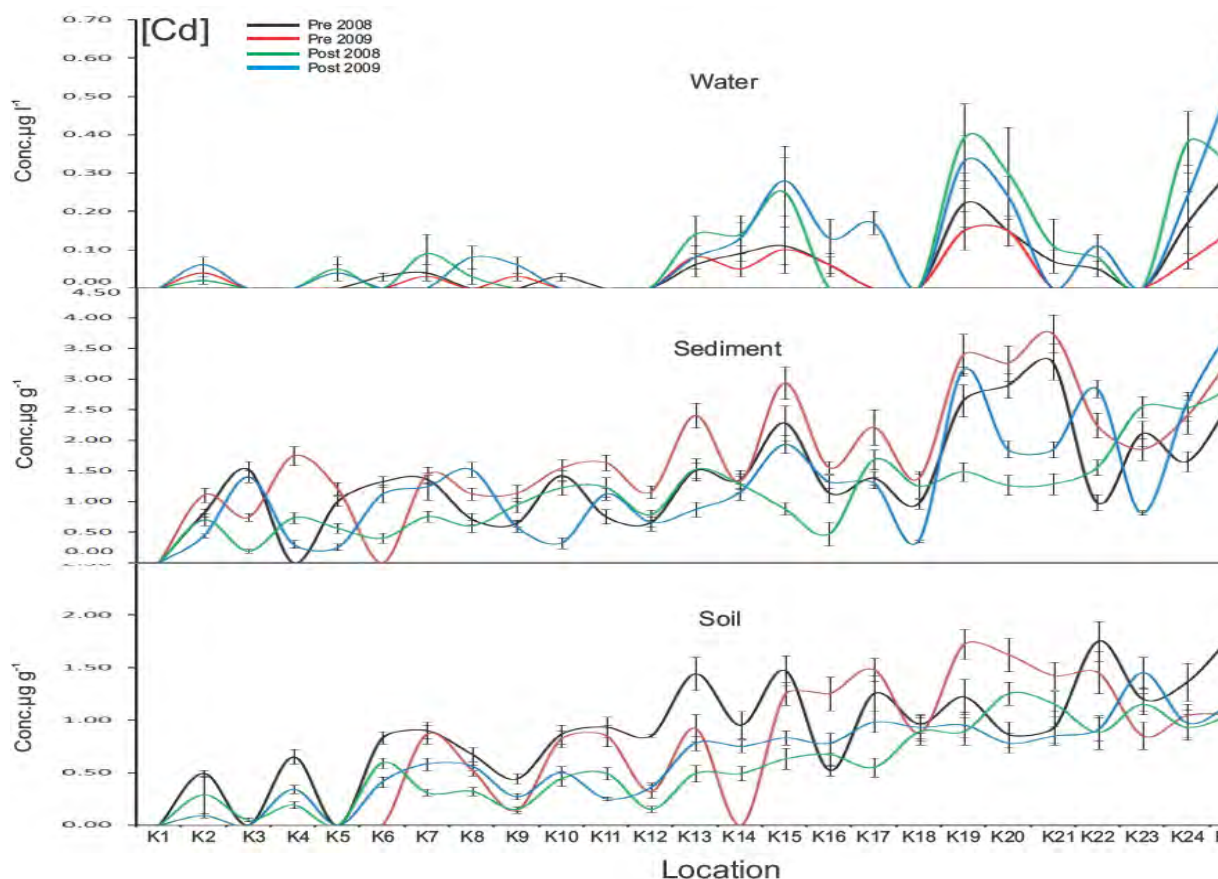 [Cd]
Pre 2008
Pre 2009
Post 2008
Post 2009
Water
Conc.µg l⁻¹
0.70
0.60
0.50
0.40
0.30
0.20
0.10
0.00
Sediment
Conc.µg g⁻¹
4.50
4.00
3.50
3.00
2.50
2.00
1.50
1.00
0.50
0.00
Soil
Conc.µg g⁻¹
2.00
1.50
1.00
0.50
0.00
K1 K2 K3 K4 K5 K6 K7 K8 K9 K10 K11 K12 K13 K14 K15 K16 K17 K18 K19 K20 K21 K22 K23 K24
Location